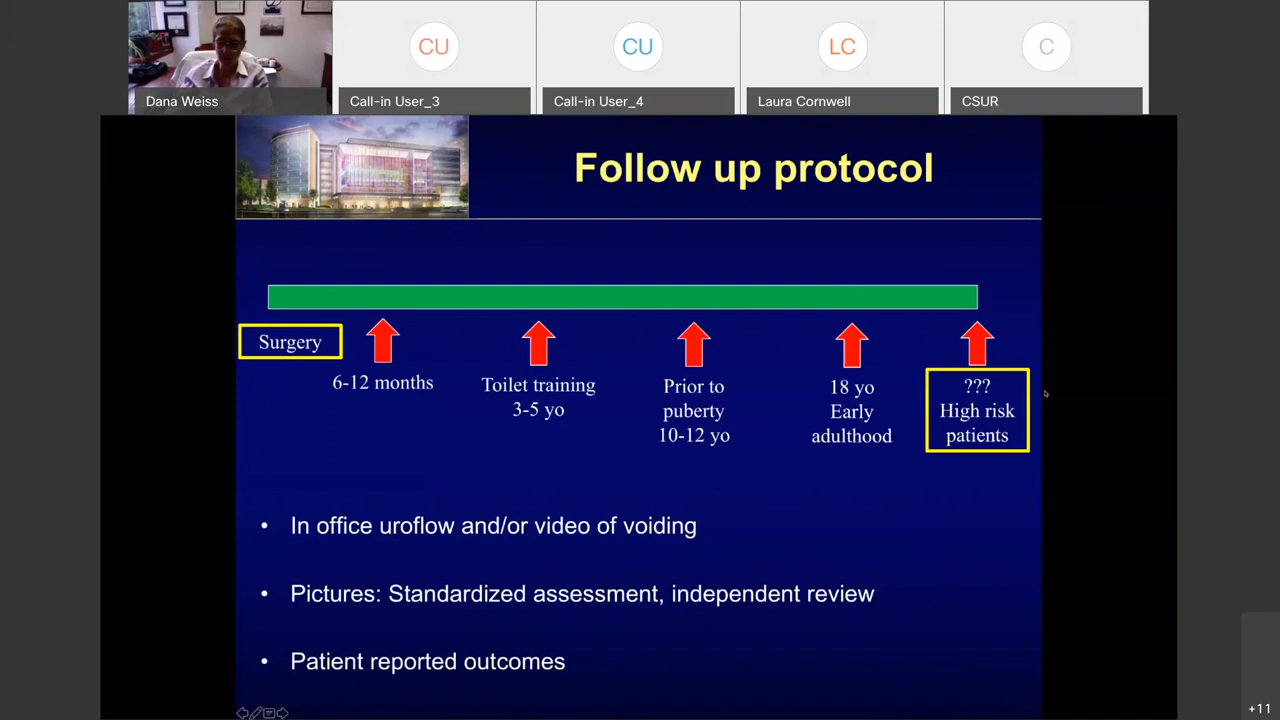 CU
CU
LC
C
Dana Weiss
Call-in User_3
Call-in User_4
Laura Cornwell
CSUR
Follow up protocol
Surgery
6-12 months
Toilet training
3-5 yo
Prior to
puberty
10-12 yo
18 yo
Early
adulthood
???
High risk
patients
• In office uroflow and/or video of voiding
• Pictures: Standardized assessment, independent review
• Patient reported outcomes
+11